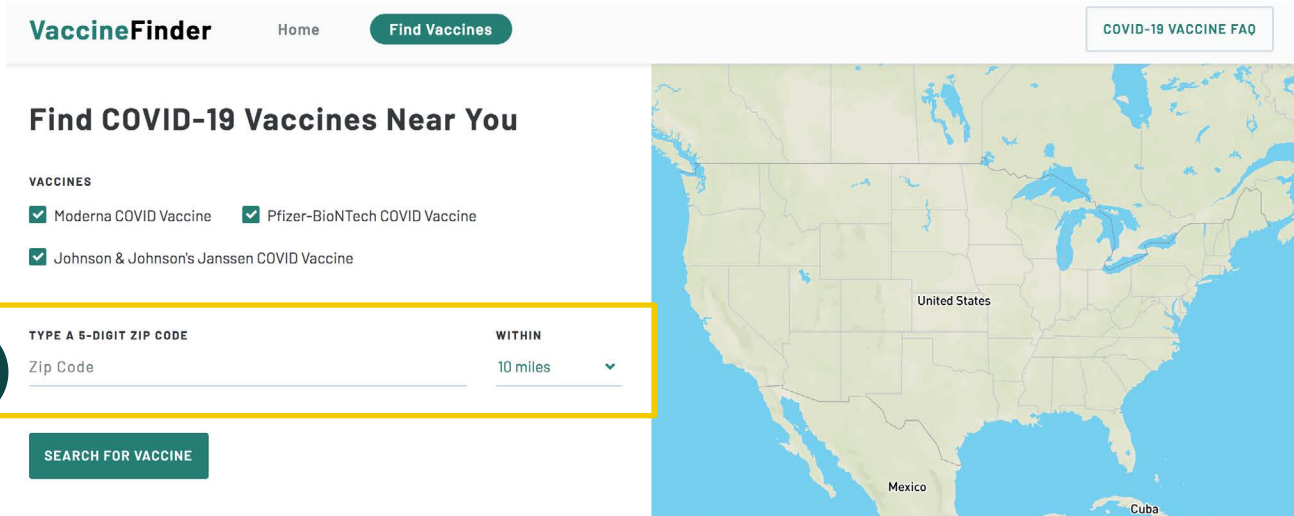 VaccineFinder Home Find Vaccines COVID-19 VACCINE FAQ
Find COVID-19 Vaccines Near You
VACCINES
Moderna COVID Vaccine Pfizer-BioNTech COVID Vaccine
Johnson & Johnson's Janssen COVID Vaccine
TYPE A 5-DIGIT ZIP CODE WITHIN
Zip Code 10 miles
SEARCH FOR VACCINE
United States
Mexico
Cuba